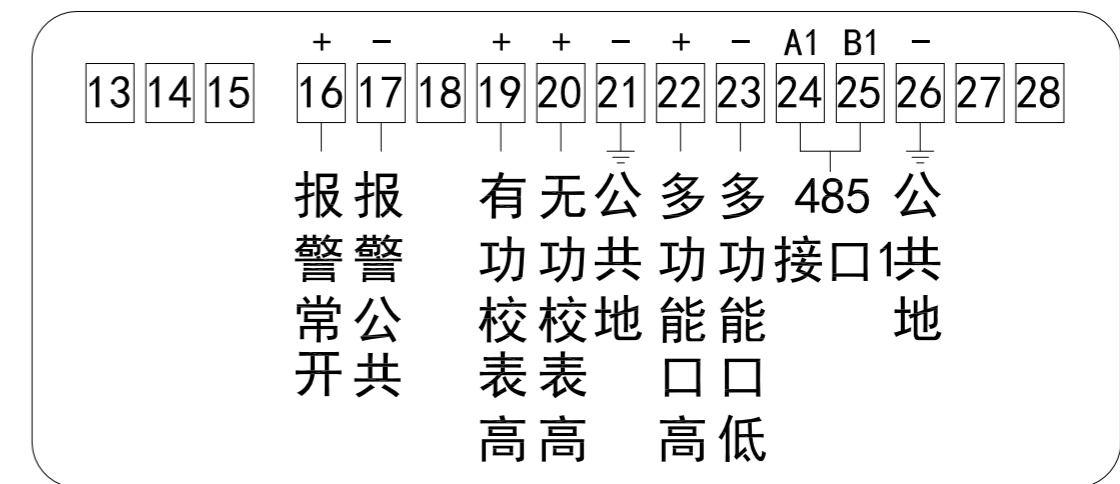 + − + + − + − A1 B1 −
13 14 15 16 17 18 19 20 21 22 23 24 25 26 27 28
报警常开
报警公共
有功校表高
无功校表高
公共地
多功能口高
多功能口低
485
接口1
公共地